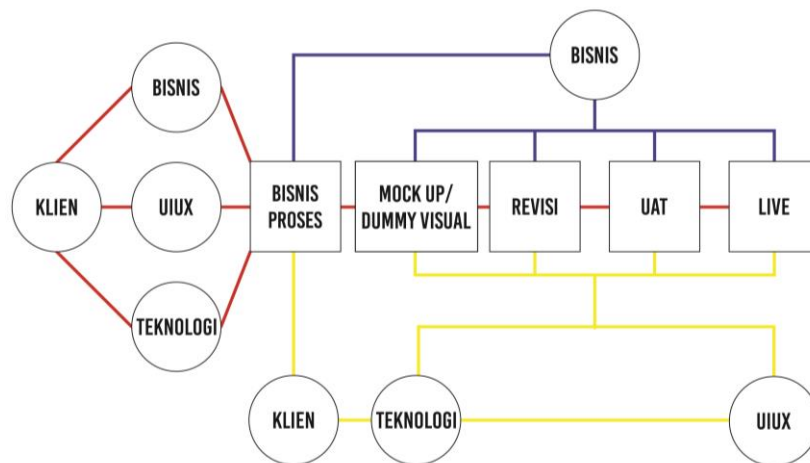 BISNIS
BISNIS
KLIEN
UIUX
BISNIS
PROSES
MOCK UP/
DUMMY VISUAL
REVISI
UAT
LIVE
TEKNOLOGI
KLIEN
TEKNOLOGI
UIUX